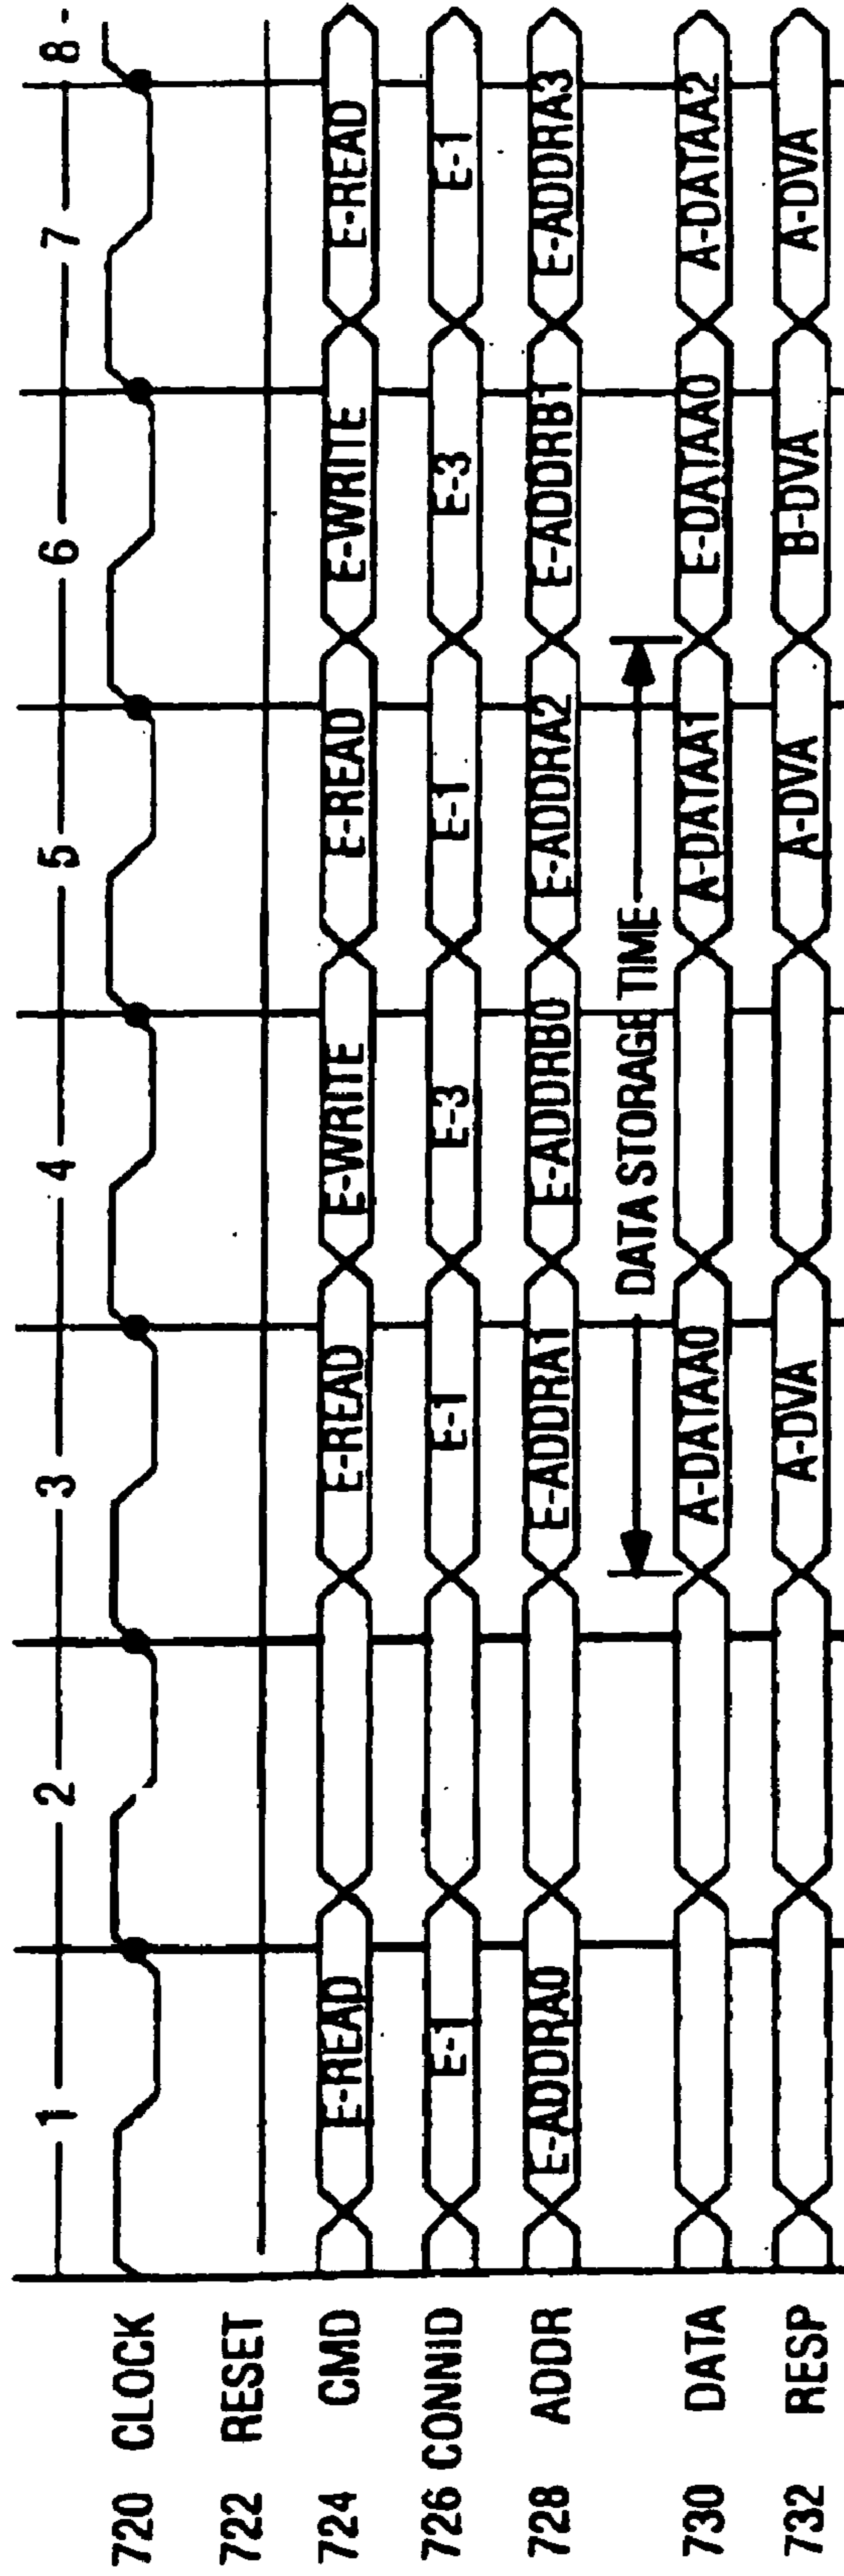 1 2 3 4 5 6 7 8
720 CLOCK
722 RESET
724 CMD E-READ E-READ E-WRITE E-READ E-WRITE E-READ
726 CONNID E-1 E-1 E-3 E-1 E-3 E-1
728 ADDR E-ADDRA0 E-ADDRA1 E-ADDRB0 E-ADDRA2 E-ADDRB1 E-ADDRA3
DATA STORAGE TIME
730 DATA A-DATAA0 A-DATAA1 E-DATAA0 A-DATAA2
732 RESP A-DVA A-DVA B-DVA A-DVA